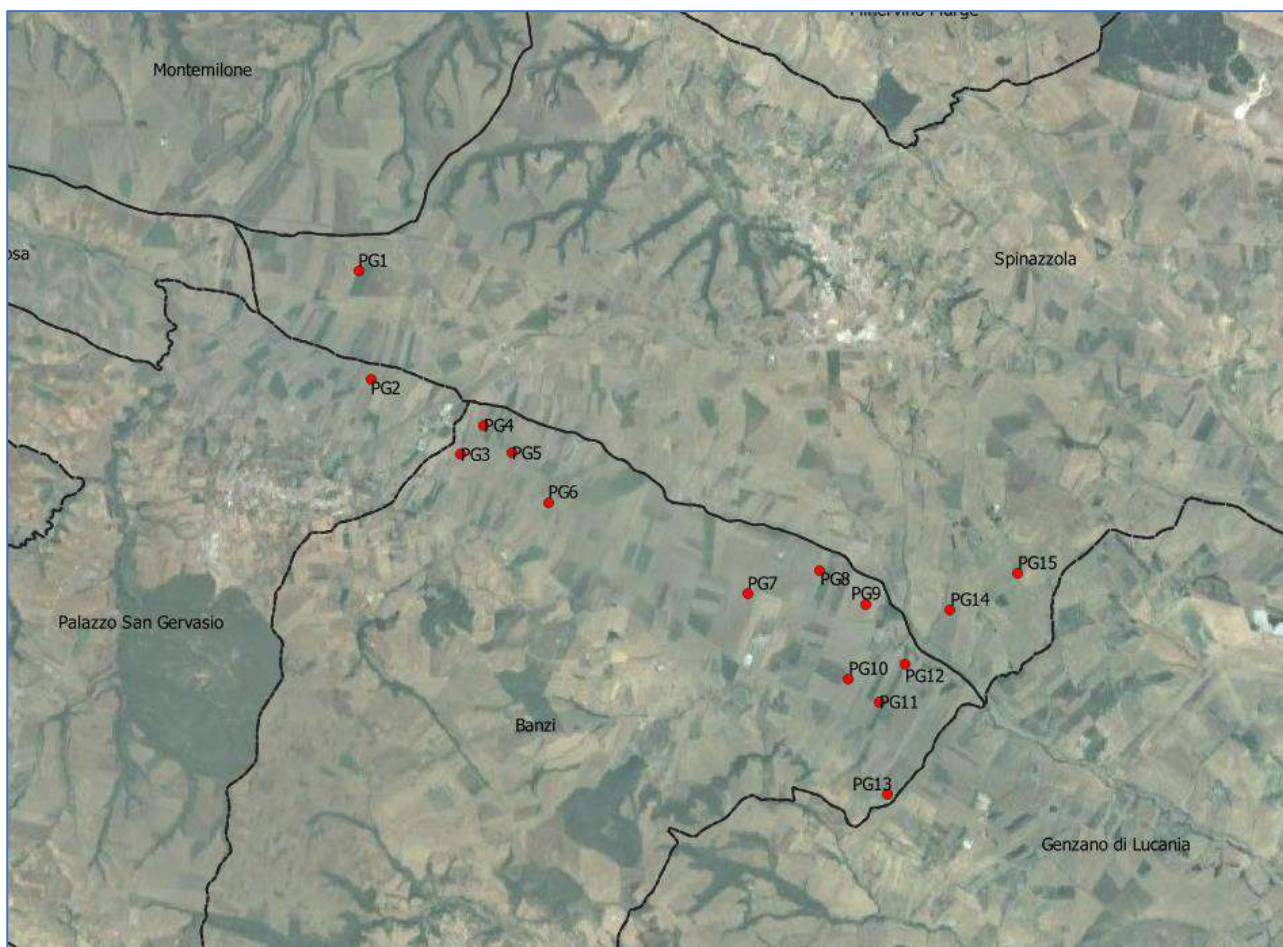 Montemilone
Spinazzola
PG1
PG2
PG4
PG3
PG5
PG6
PG15
PG8
PG7
PG9
PG14
Palazzo San Gervasio
PG12
PG10
PG11
Banzi
PG13
Genzano di Lucania